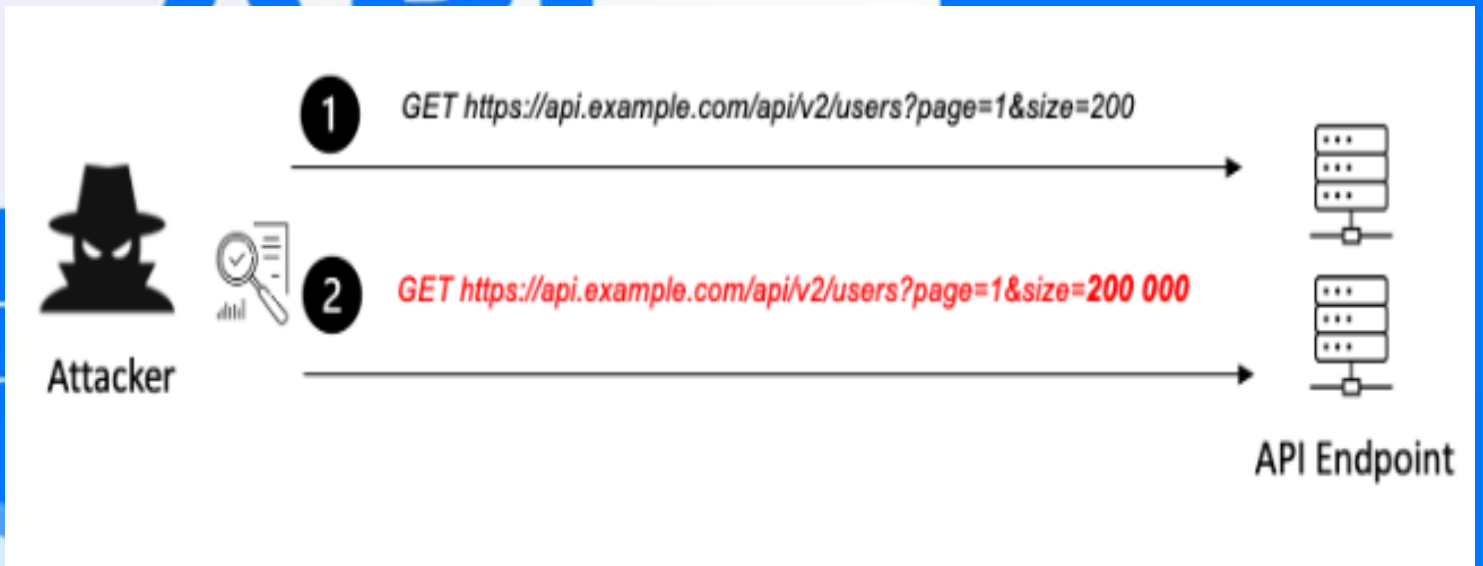 1
GET https://api.example.com/api/v2/users?page=1&size=200
2
GET https://api.example.com/api/v2/users?page=1&size=200 000
Attacker
API Endpoint